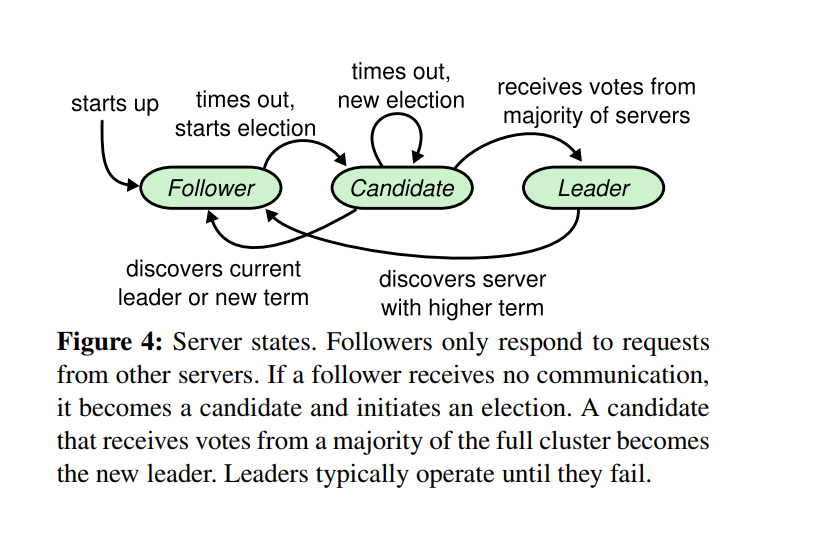 starts up
times out,
starts election
times out,
new election
receives votes from
majority of servers
Follower
Candidate
Leader
discovers current
leader or new term
discovers server
with higher term
Figure 4: Server states. Followers only respond to requests
from other servers. If a follower receives no communication,
it becomes a candidate and initiates an election. A candidate
that receives votes from a majority of the full cluster becomes
the new leader. Leaders typically operate until they fail.